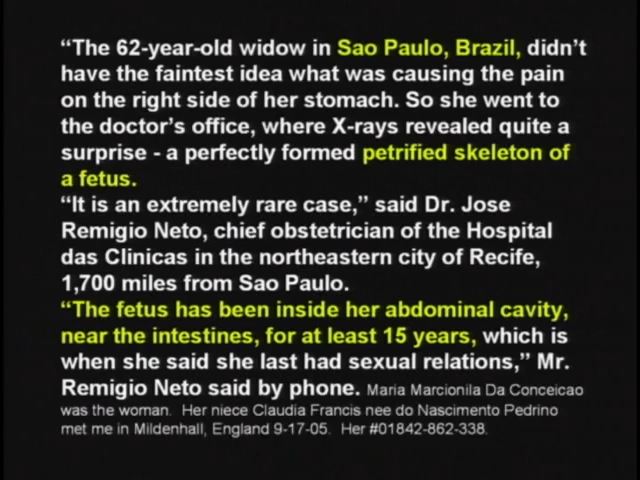 “The 62-year-old widow in Sao Paulo, Brazil, didn’t
have the faintest idea what was causing the pain
on the right side of her stomach. So she went to
the doctor’s office, where X-rays revealed quite a
surprise - a perfectly formed petrified skeleton of
a fetus.
“It is an extremely rare case,” said Dr. Jose
Remigio Neto, chief obstetrician of the Hospital
das Clinicas in the northeastern city of Recife,
1,700 miles from Sao Paulo.
“The fetus has been inside her abdominal cavity,
near the intestines, for at least 15 years, which is
when she said she last had sexual relations,” Mr.
Remigio Neto said by phone. Maria Marcionila Da Conceicao
was the woman.  Her niece Claudia Francis nee do Nascimento Pedrino
met me in Mildenhall, England 9-17-05.  Her #01842-862-338.